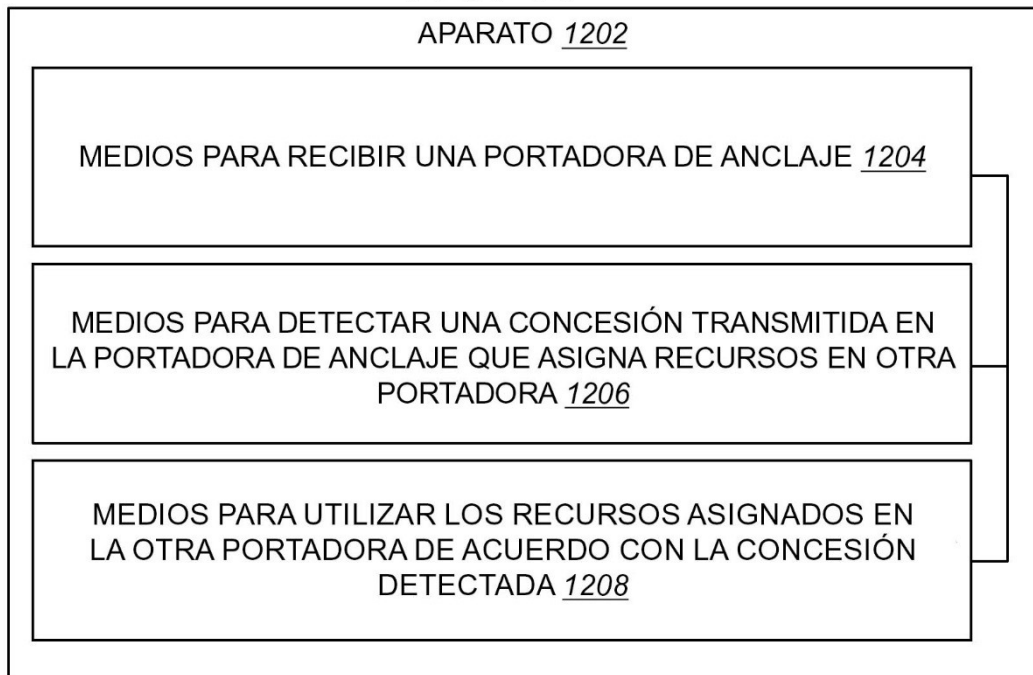 APARATO 1202
MEDIOS PARA RECIBIR UNA PORTADORA DE ANCLAJE 1204
MEDIOS PARA DETECTAR UNA CONCESIÓN TRANSMITIDA EN
LA PORTADORA DE ANCLAJE QUE ASIGNA RECURSOS EN OTRA
PORTADORA 1206
MEDIOS PARA UTILIZAR LOS RECURSOS ASIGNADOS EN
LA OTRA PORTADORA DE ACUERDO CON LA CONCESIÓN
DETECTADA 1208